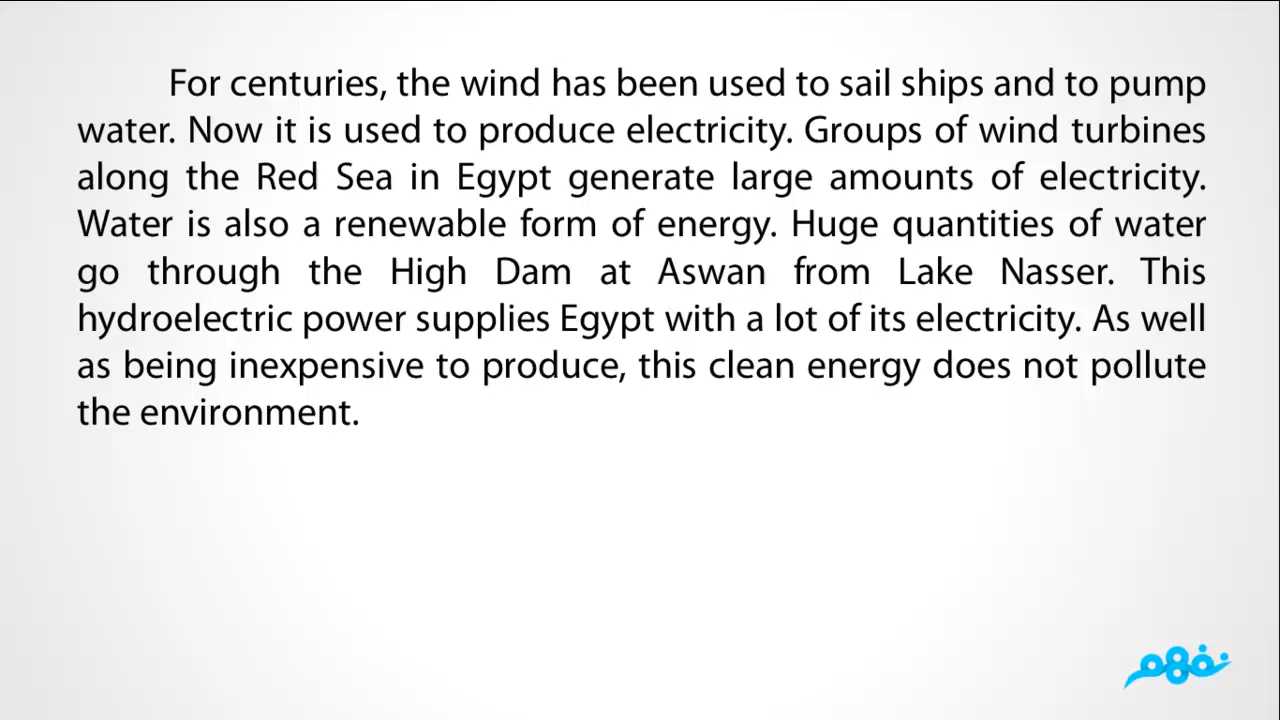 For centuries, the wind has been used to sail ships and to pump
water. Now it is used to produce electricity. Groups of wind turbines
along the Red Sea in Egypt generate large amounts of electricity.
Water is also a renewable form of energy. Huge quantities of water
go through the High Dam at Aswan from Lake Nasser. This
hydroelectric power supplies Egypt with a lot of its electricity. As well
as being inexpensive to produce, this clean energy does not pollute
the environment.
نفهم